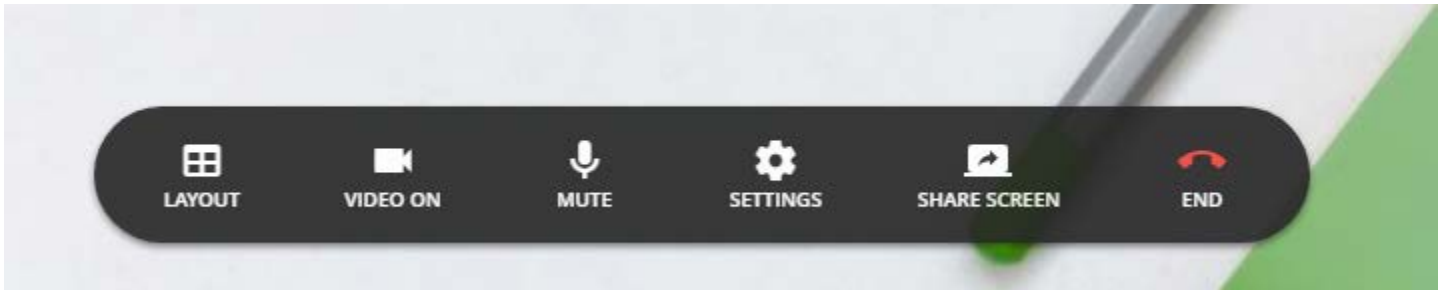 LAYOUT
VIDEO ON
MUTE
SETTINGS
SHARE SCREEN
END